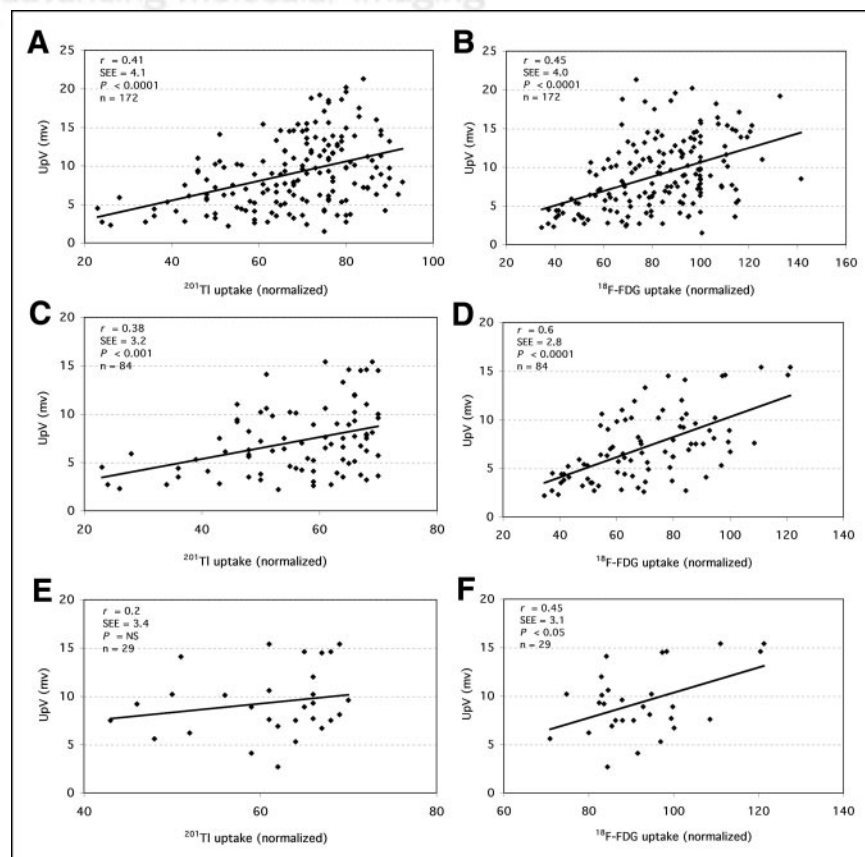 advancing molecular imaging
A
r = 0.41
SEE = 4.1
P < 0.0001
n = 172
UpV (mv)
25
20
15
10
5
0
20
40
60
80
100
²⁰¹Tl uptake (normalized)
B
r = 0.45
SEE = 4.0
P < 0.0001
n = 172
UpV (mv)
25
20
15
10
5
0
20
40
60
80
100
120
140
160
¹⁸F-FDG uptake (normalized)
C
r = 0.38
SEE = 3.2
P < 0.001
n = 84
UpV (mv)
20
15
10
5
0
20
40
60
80
²⁰¹Tl uptake (normalized)
D
r = 0.6
SEE = 2.8
P < 0.0001
n = 84
UpV (mv)
20
15
10
5
0
20
40
60
80
100
120
140
¹⁸F-FDG uptake (normalized)
E
r = 0.2
SEE = 3.4
P = NS
n = 29
UpV (mv)
20
15
10
5
0
40
60
80
²⁰¹Tl uptake (normalized)
F
r = 0.45
SEE = 3.1
P < 0.05
n = 29
UpV (mv)
20
15
10
5
0
60
80
100
120
140
¹⁸F-FDG uptake (normalized)